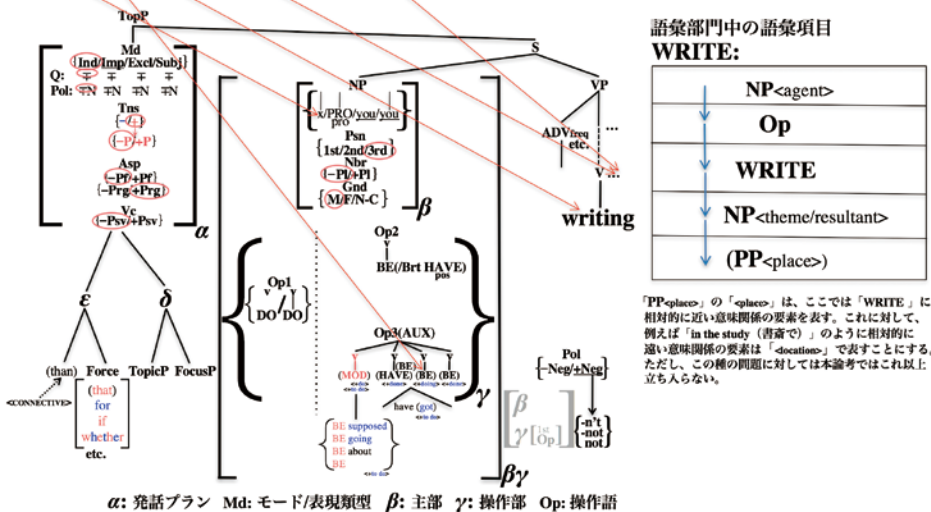 TopP
Md
{Ind/Imp/Excl/Subj}
Q: ∓ ∓ ∓ ∓
Pol: ∓N ∓N ∓N ∓N
Tns
{-/+}
{-P/+P}
Asp
{-Pf/+Pf}
{-Prg/+Prg}
Vc
{-Psv/+Psv}
α
ε
δ
(than)
Force
TopicP
FocusP
<CONNECTIVE>
(that)
for
if
whether
etc.
S
NP
VP
x/PRO/you/you
pro
Psn
{1st/2nd/3rd}
Nbr
{-Pl/+Pl}
Gnd
{M/F/N-C}
β
ADVfreq
etc.
...
V...
writing
Op1
DO/DO
Op2
BE(/Brt HAVE)
pos
Op3(AUX)
(BE)
(MOD) (HAVE) (BE) (BE)
<to do> <done> <doing> <done>
have (got)
<to do>
BE supposed
BE going
BE about
BE
<to do>
γ
Pol
{-Neg/+Neg}
β
γ [1st Op]
-n't
-not
not
βγ
α: 発話プラン Md: モード/表現類型 β: 主部 γ: 操作部 Op: 操作語
語彙部門中の語彙項目
WRITE:
NP<agent>
Op
WRITE
NP<theme/resultant>
(PP<place>)
「PP<place>」の「<place>」は、ここでは「WRITE 」に
相対的に近い意味関係の要素を表す。これに対して、
例えば「in the study（書斎で）」のように相対的に
遠い意味関係の要素は「<location>」で表すことにする。
ただし、この種の問題に対しては本論考ではこれ以上
立ち入らない。